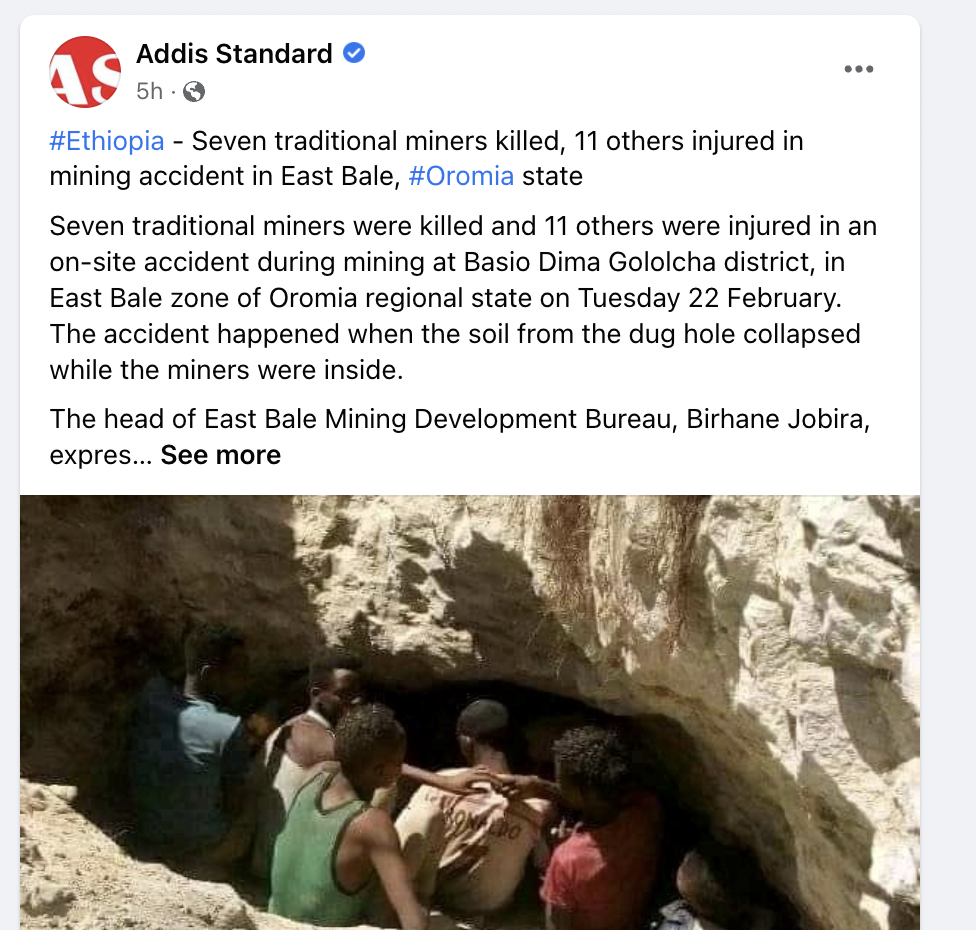 AS
Addis Standard
5h ·
#Ethiopia - Seven traditional miners killed, 11 others injured in
mining accident in East Bale, #Oromia state
Seven traditional miners were killed and 11 others were injured in an
on-site accident during mining at Basio Dima Gololcha district, in
East Bale zone of Oromia regional state on Tuesday 22 February.
The accident happened when the soil from the dug hole collapsed
while the miners were inside.
The head of East Bale Mining Development Bureau, Birhane Jobira,
expres... See more
RONALDO